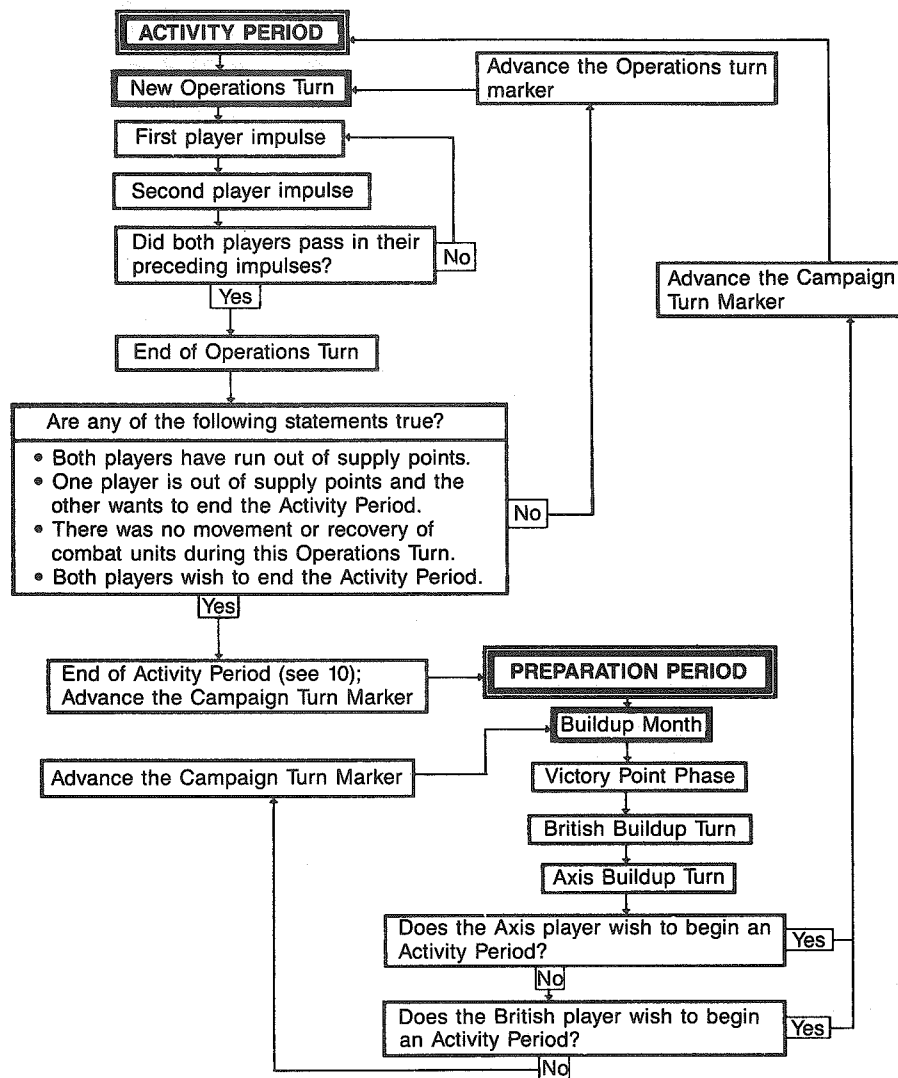 ACTIVITY PERIOD
New Operations Turn
Advance the Operations turn
marker
First player impulse
Second player impulse
Did both players pass in their
preceding impulses?
No
Yes
Advance the Campaign
Turn Marker
End of Operations Turn
Are any of the following statements true?
• Both players have run out of supply points.
• One player is out of supply points and the
other wants to end the Activity Period.
• There was no movement or recovery of
combat units during this Operations Turn.
• Both players wish to end the Activity Period.
No
Yes
End of Activity Period (see 10);
Advance the Campaign Turn Marker
PREPARATION PERIOD
Buildup Month
Advance the Campaign Turn Marker
Victory Point Phase
British Buildup Turn
Axis Buildup Turn
Does the Axis player wish to begin an
Activity Period?
Yes
No
Does the British player wish to begin
an Activity Period?
Yes
No